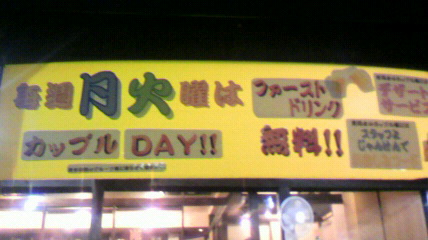 毎週月火曜は
カップルDAY!!
ファースト
ドリンク
無料!!
デザート
サービス
スタッフと
じゃんけんで